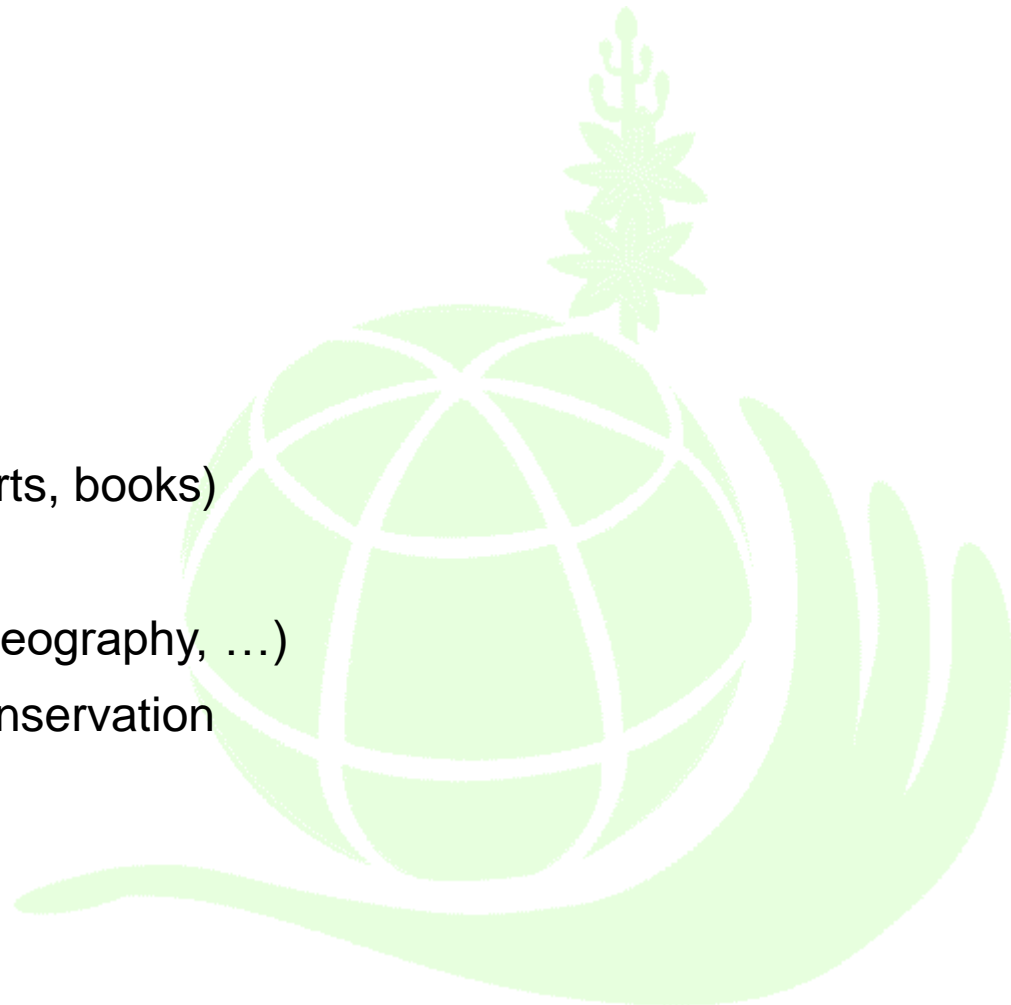 rts, books)
eography, …)
nservation